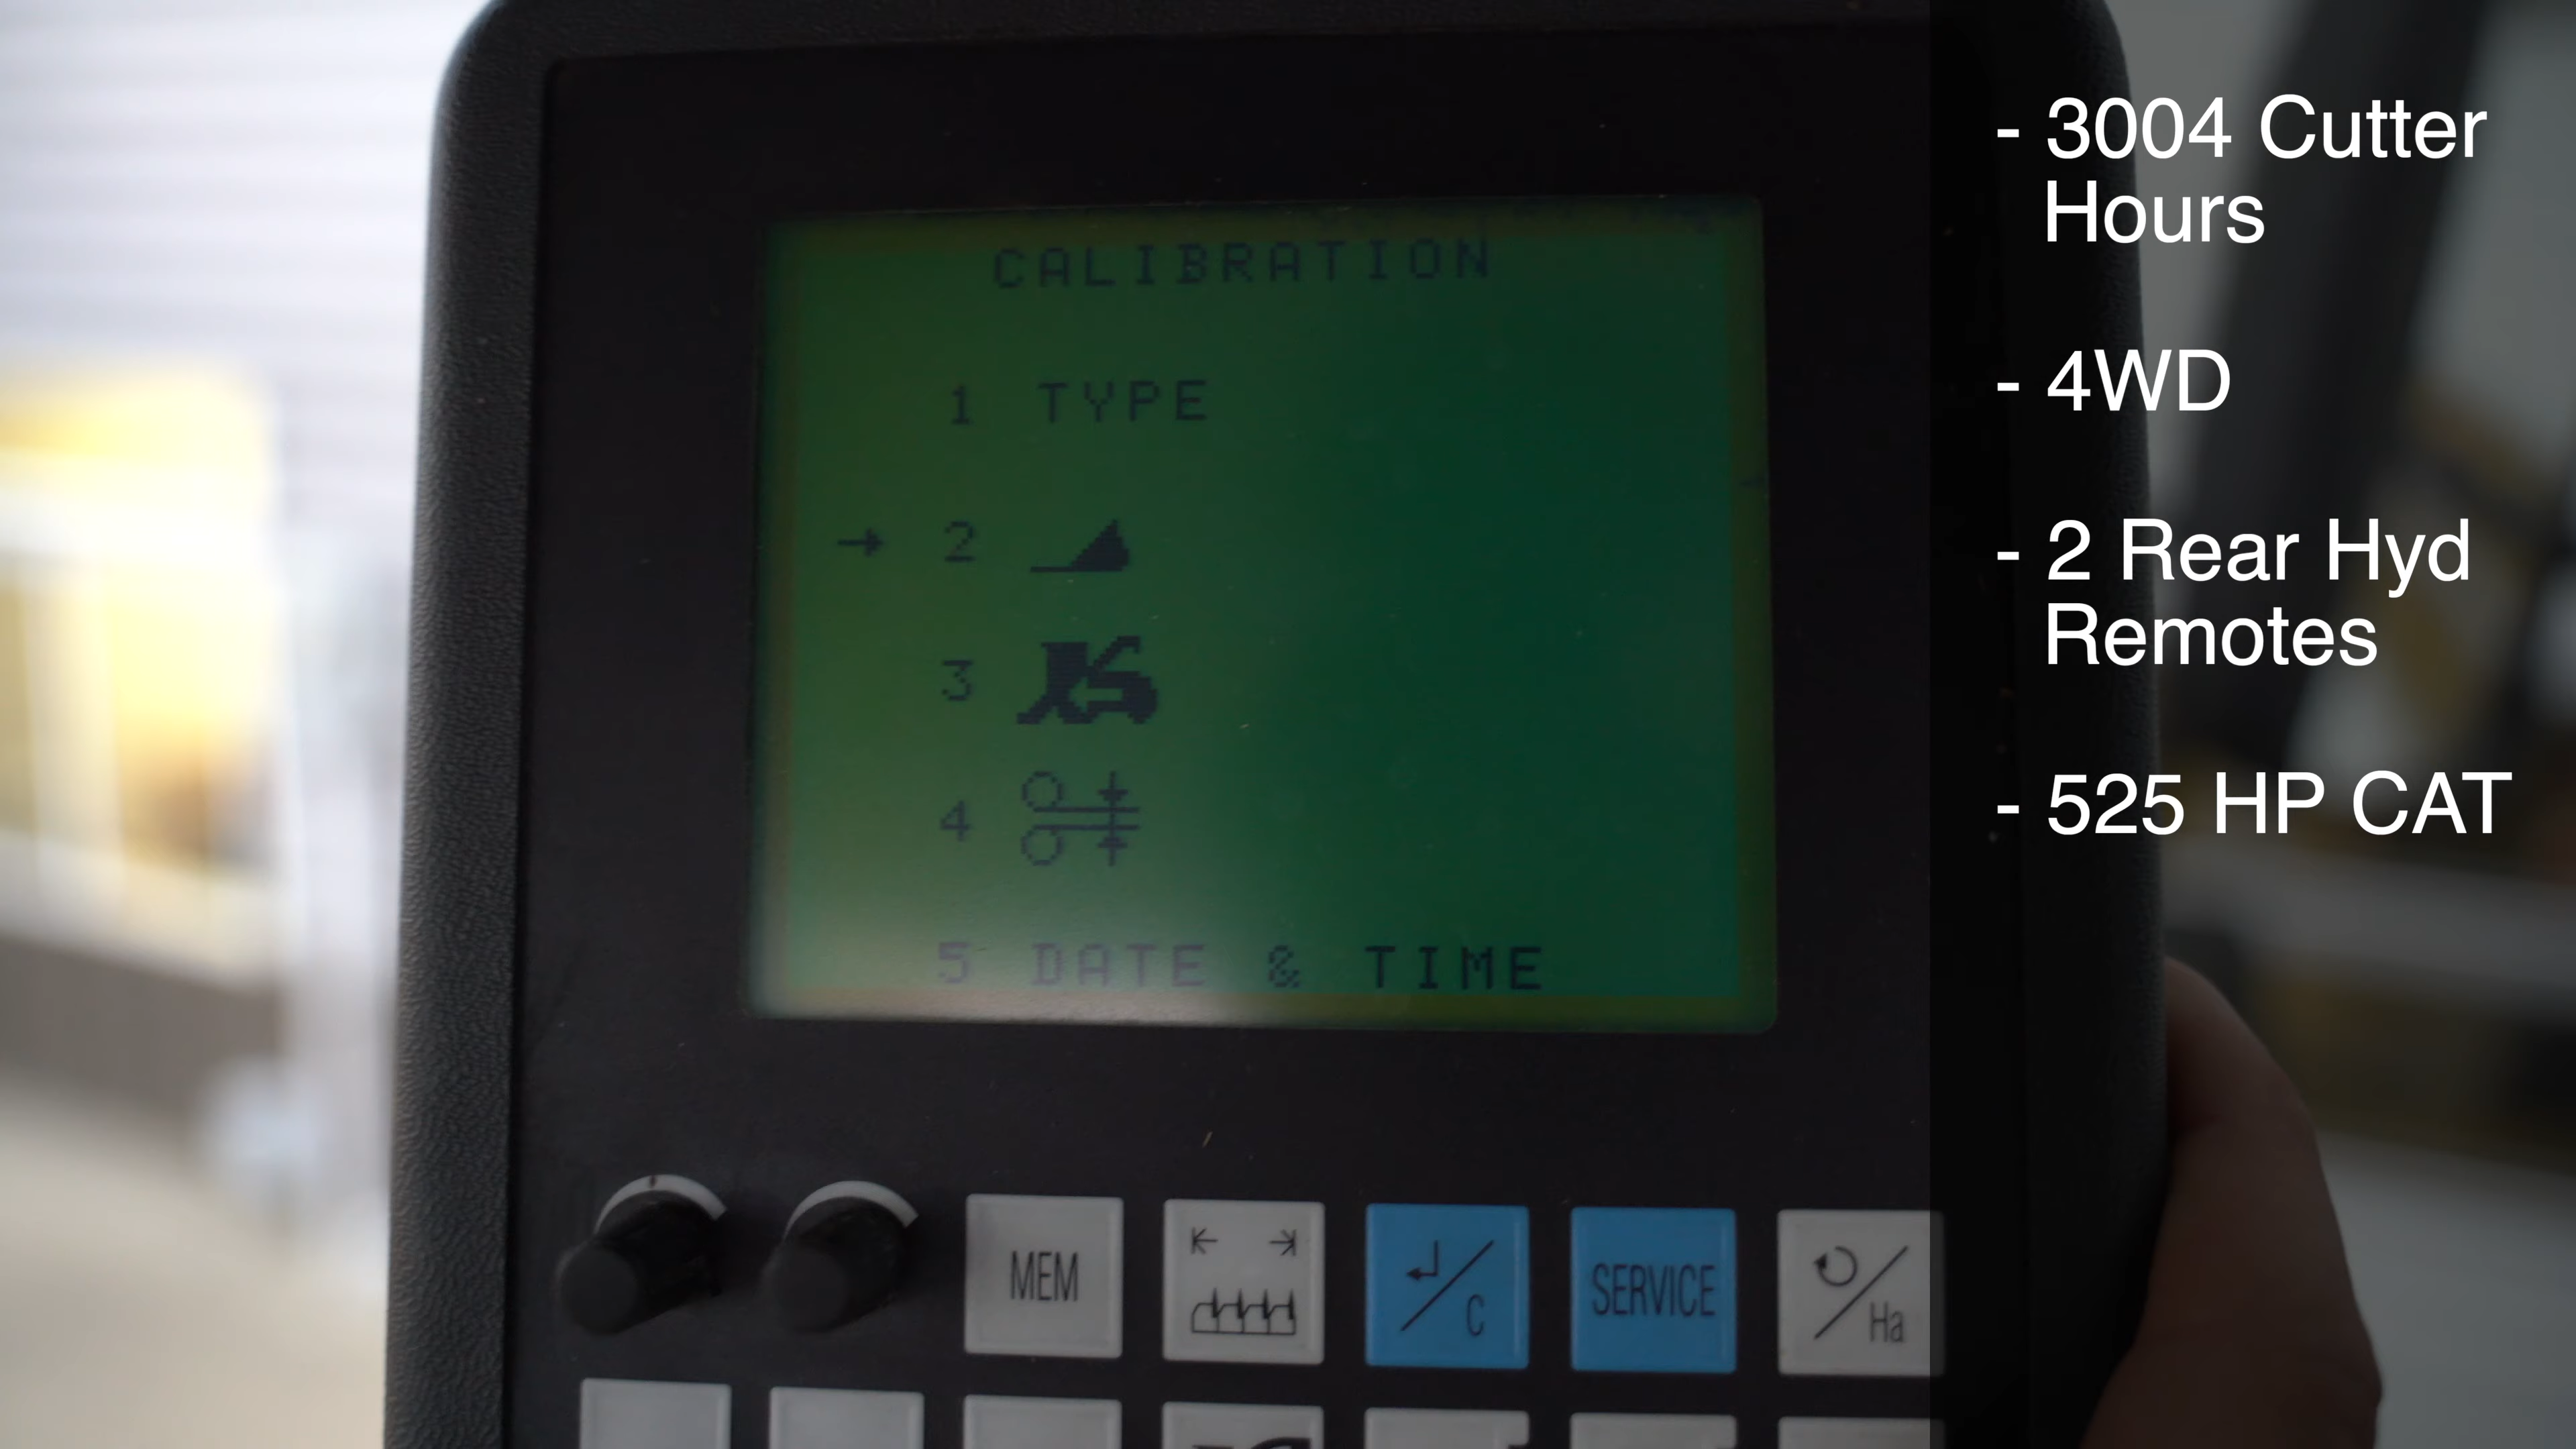 CALIBRATION
1 TYPE
→ 2
3
4
5 DATE & TIME
MEM
C
SERVICE
Ha
- 3004 Cutter
Hours
- 4WD
- 2 Rear Hyd
Remotes
- 525 HP CAT